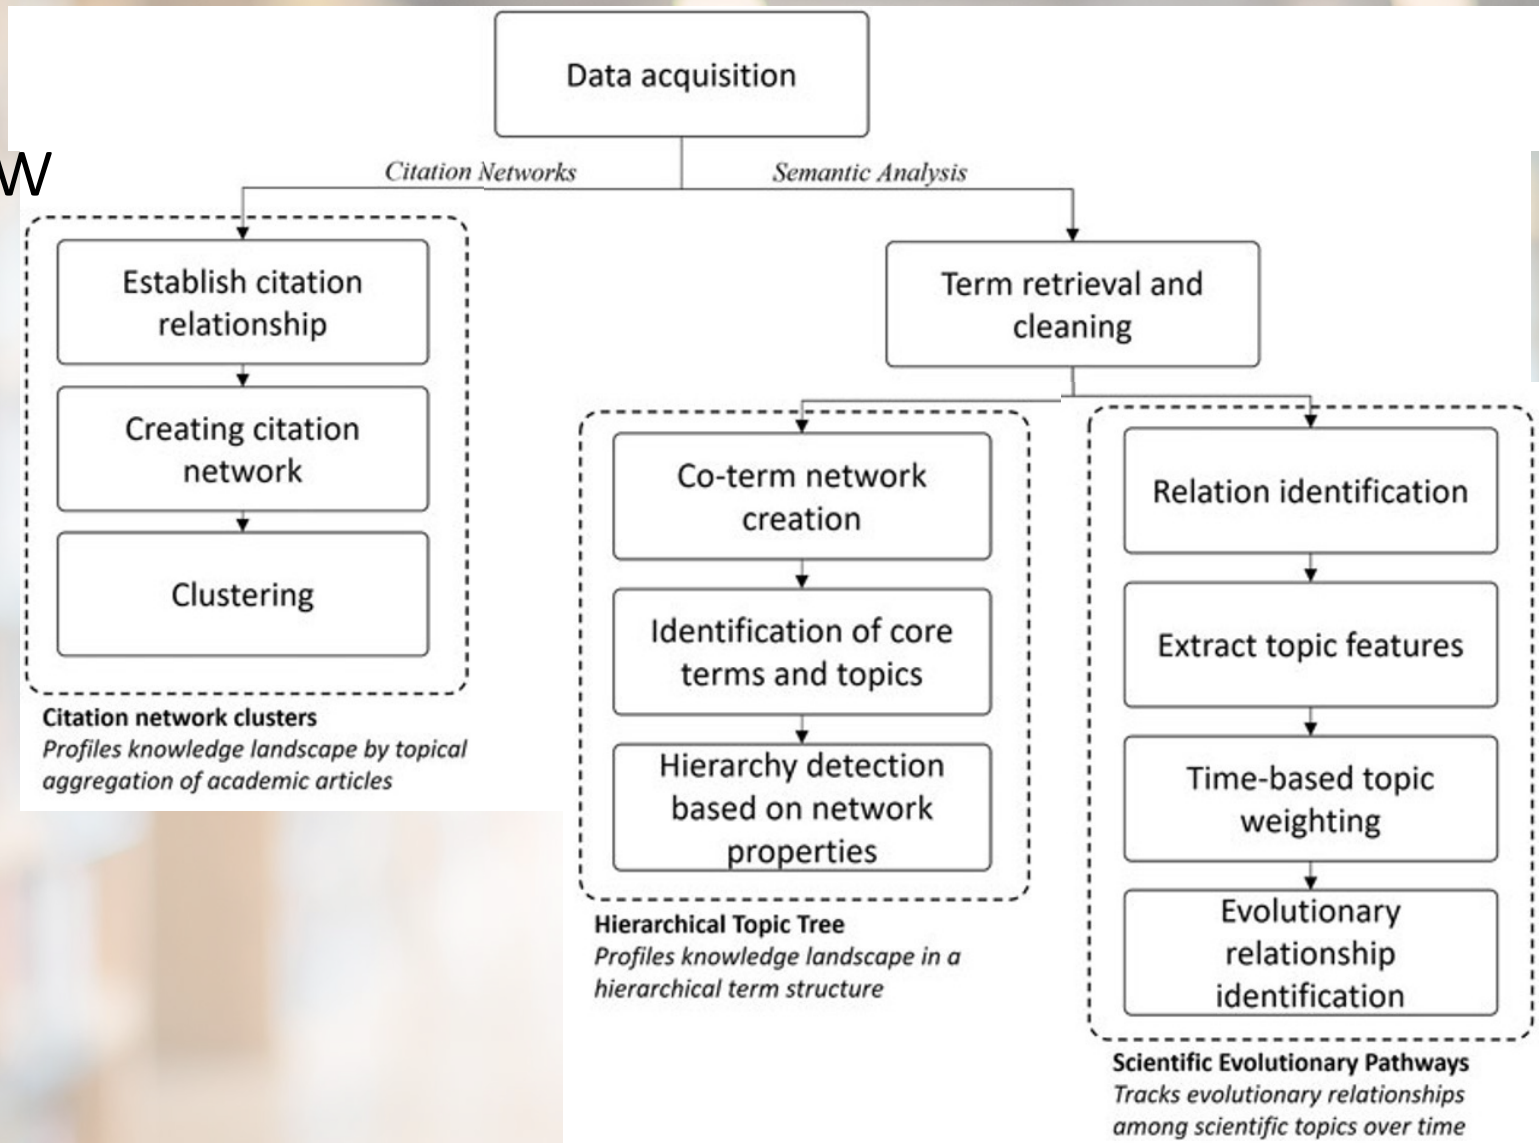 Data acquisition
Citation Networks
Semantic Analysis
w
Establish citation
relationship
Creating citation
network
Clustering
Citation network clusters
Profiles knowledge landscape by topical
aggregation of academic articles
Term retrieval and
cleaning
Co-term network
creation
Identification of core
terms and topics
Hierarchy detection
based on network
properties
Hierarchical Topic Tree
Profiles knowledge landscape in a
hierarchical term structure
Relation identification
Extract topic features
Time-based topic
weighting
Evolutionary
relationship
identification
Scientific Evolutionary Pathways
Tracks evolutionary relationships
among scientific topics over time